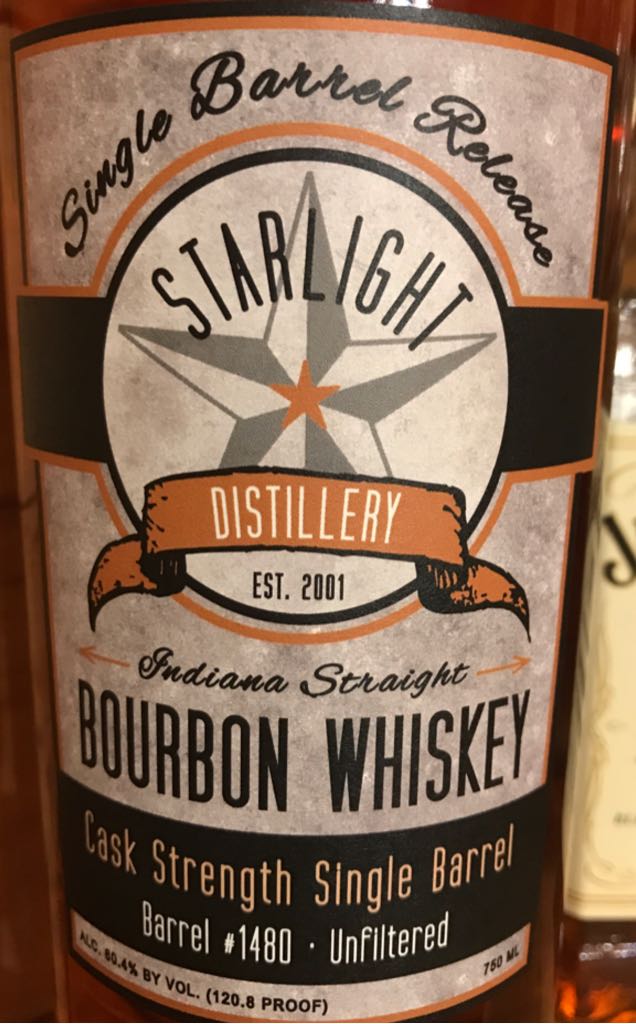 Single Barrel Release
STARLIGHT
DISTILLERY
EST. 2001
Indiana Straight
BOURBON WHISKEY
Cask Strength Single Barrel
Barrel #1480 · Unfiltered
ALC. 60.4% BY VOL. (120.8 PROOF)
750 ML